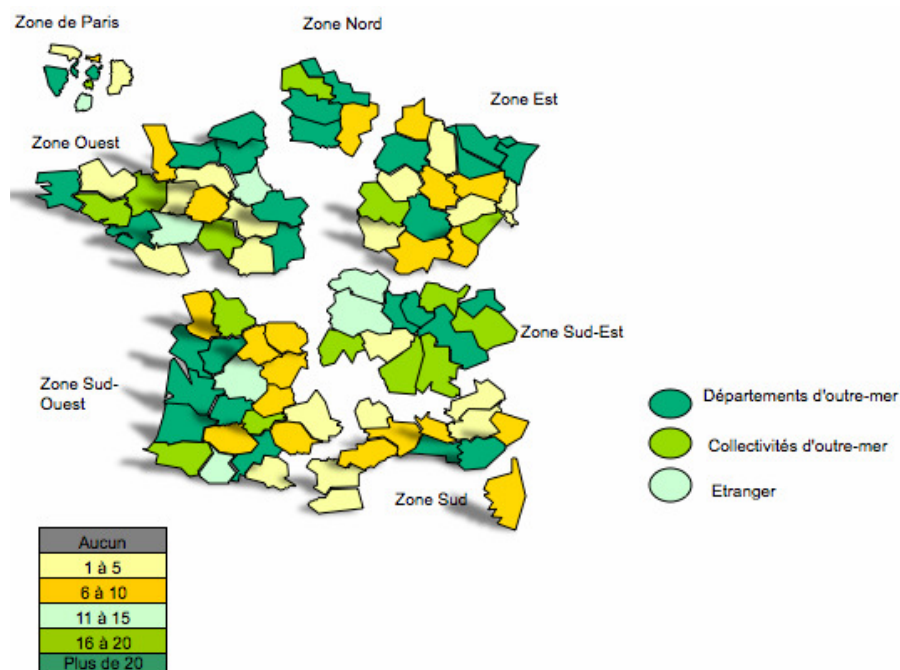 Zone de Paris
Zone Nord
Zone Est
Zone Ouest
Zone Sud-Est
Zone Sud-
Ouest
Zone Sud
Départements d'outre-mer
Collectivités d'outre-mer
Etranger
Aucun
1 à 5
6 à 10
11 à 15
16 à 20
Plus de 20